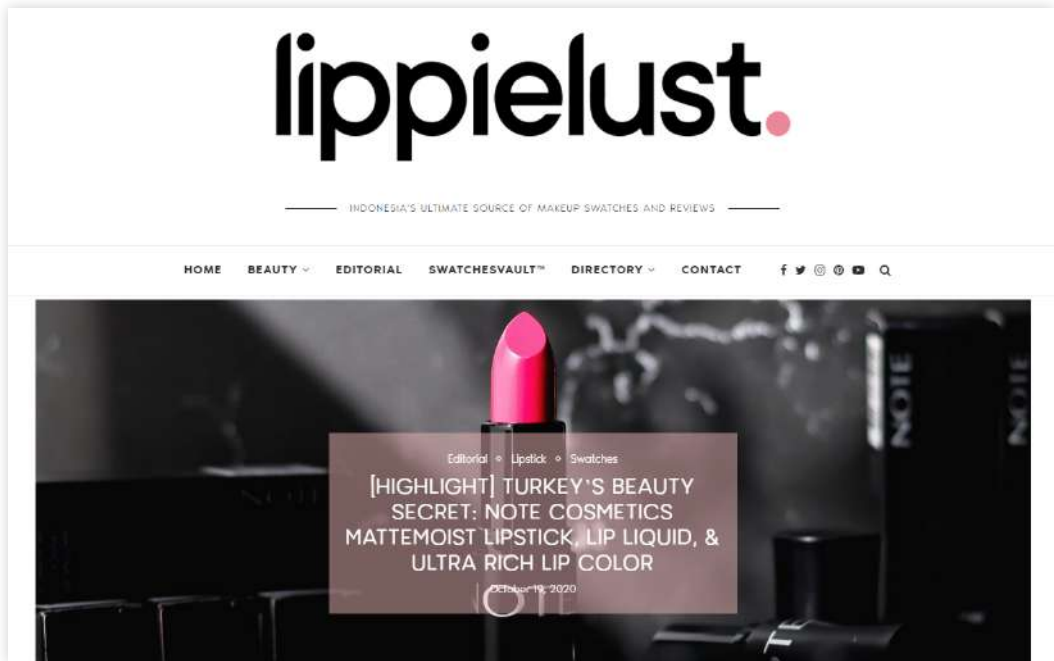 lippielust.
INDONESIA'S ULTIMATE SOURCE OF MAKEUP SWATCHES AND REVIEWS
HOME BEAUTY EDITORIAL SWATCHESVAULT™ DIRECTORY CONTACT
NOTE
NOTE
Editorial Lipstick Swatches
[HIGHLIGHT] TURKEY'S BEAUTY
SECRET: NOTE COSMETICS
MATTEMOIST LIPSTICK, LIP LIQUID, &
ULTRA RICH LIP COLOR
October 19, 2020
NOTE